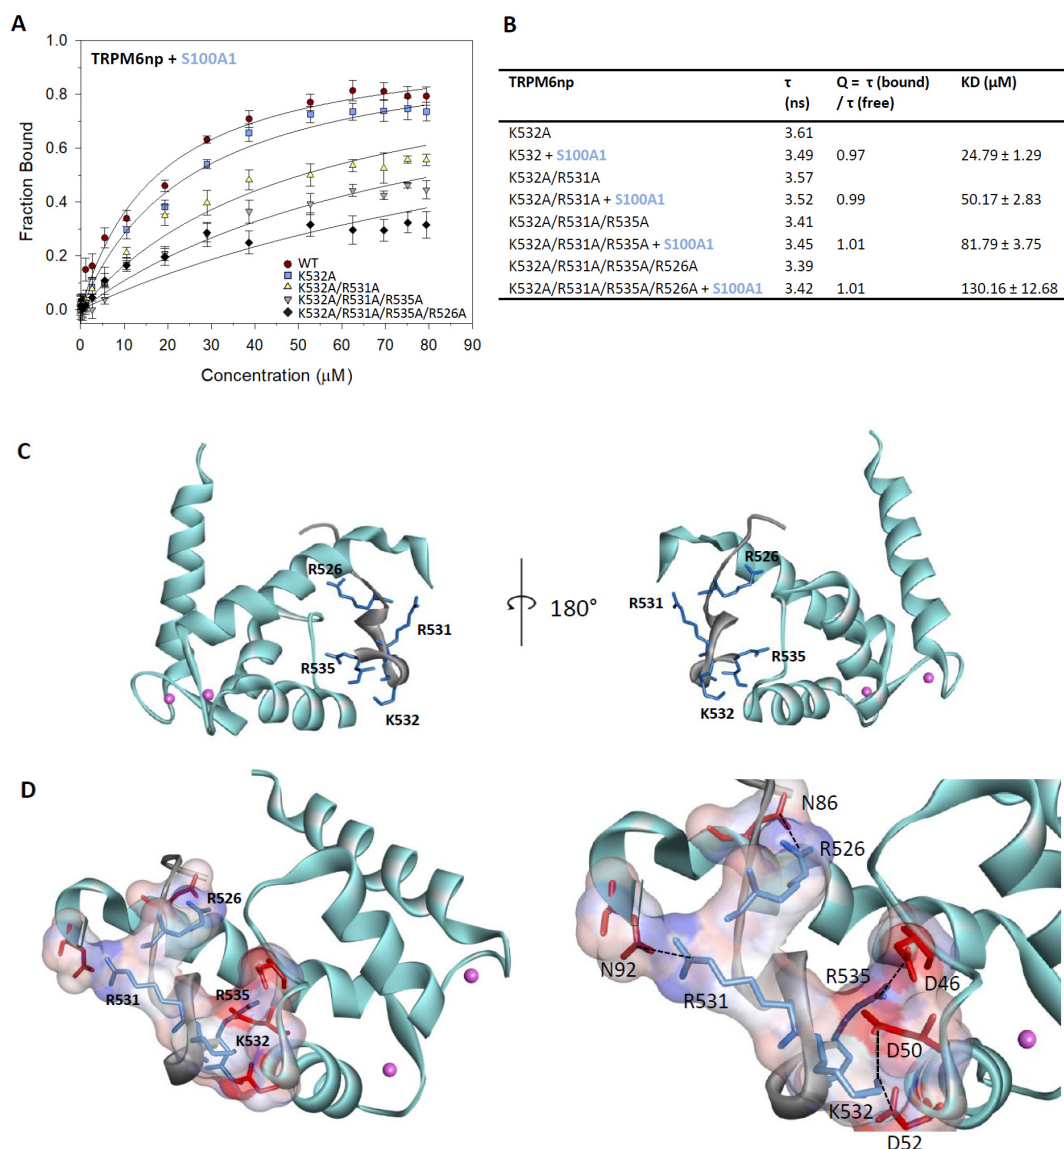 A
TRPM6np + S100A1
1.0
0.8
0.6
0.4
0.2
0.0
Fraction Bound
WT
K532A
K532A/R531A
K532A/R531A/R535A
K532A/R531A/R535A/R526A
0 10 20 30 40 50 60 70 80 90
Concentration (μM)
B
TRPM6np τ (ns) Q = τ (bound) / τ (free) KD (μM)
K532A 3.61
K532 + S100A1 3.49 0.97 24.79 ± 1.29
K532A/R531A 3.57
K532A/R531A + S100A1 3.52 0.99 50.17 ± 2.83
K532A/R531A/R535A 3.41
K532A/R531A/R535A + S100A1 3.45 1.01 81.79 ± 3.75
K532A/R531A/R535A/R526A 3.39
K532A/R531A/R535A/R526A + S100A1 3.42 1.01 130.16 ± 12.68
C
R526
R531
R535
K532
180°
R526
R531
R535
K532
D
R526
R531
R535
K532
N86
R526
N92
R531
R535
D46
D50
K532
D52